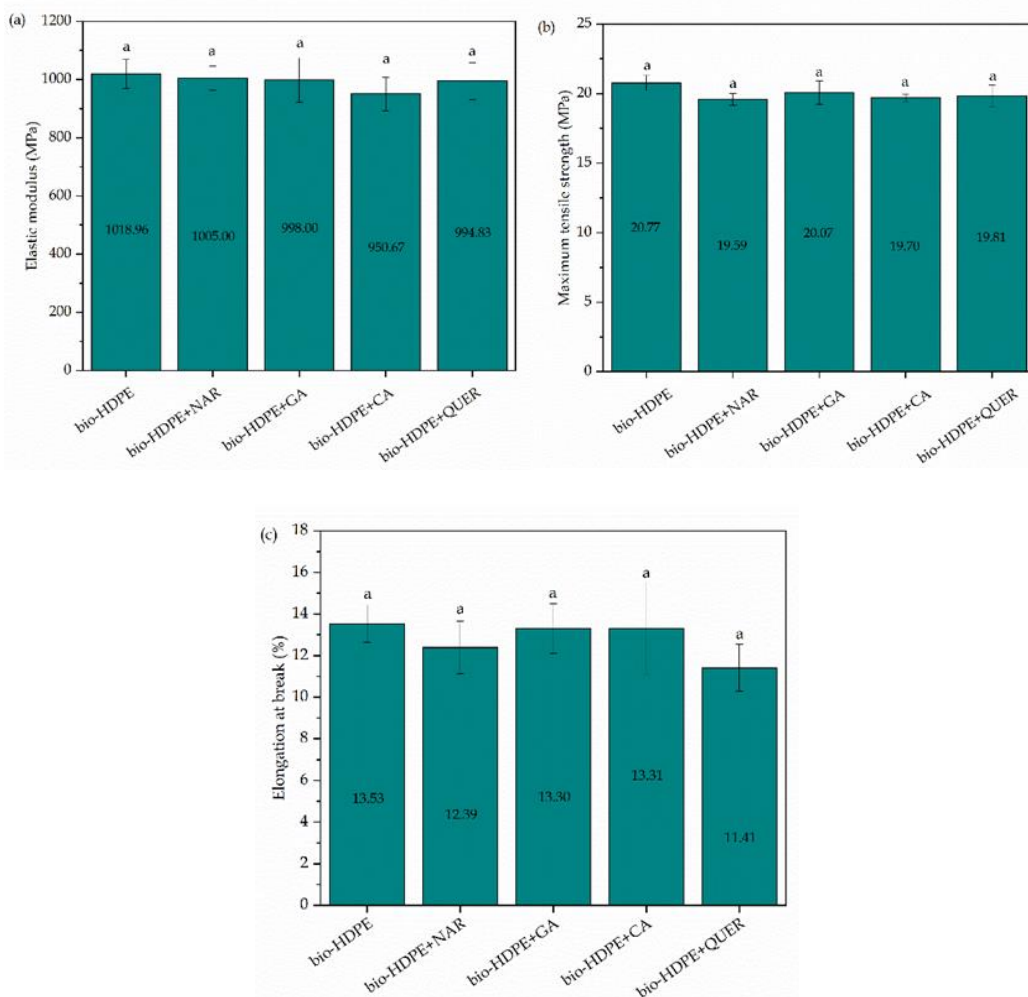 (a)
Elastic modulus (MPa)
1200
1000
800
600
400
200
0
a a a a a
1018.96 1005.00 998.00 950.67 994.83
bio-HDPE bio-HDPE+NAR bio-HDPE+GA bio-HDPE+CA bio-HDPE+QUER
(b)
Maximum tensile strength (MPa)
25
20
15
10
5
0
a a a a a
20.77 19.59 20.07 19.70 19.81
bio-HDPE bio-HDPE+NAR bio-HDPE+GA bio-HDPE+CA bio-HDPE+QUER
(c)
Elongation at break (%)
18
16
14
12
10
8
6
4
2
0
a a a a a
13.53 12.39 13.30 13.31 11.41
bio-HDPE bio-HDPE+NAR bio-HDPE+GA bio-HDPE+CA bio-HDPE+QUER